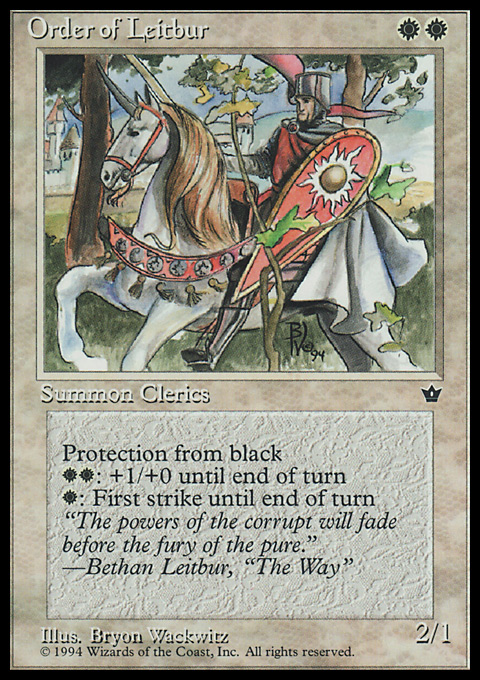 Order of Leitbur
Summon Clerics
Protection from black
: +1/+0 until end of turn
: First strike until end of turn
“The powers of the corrupt will fade
before the fury of the pure.”
—Bethan Leitbur, “The Way”
Illus. Bryon Wackwitz
2/1
© 1994 Wizards of the Coast, Inc. All rights reserved.